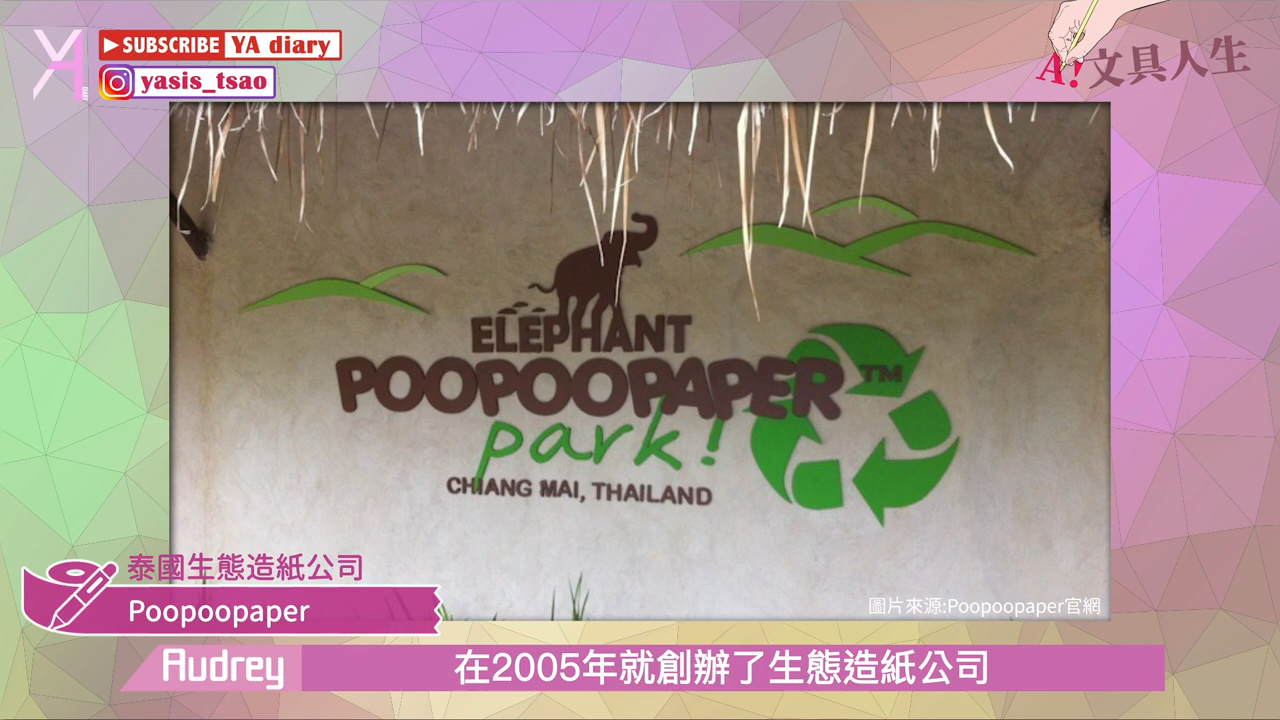 YA
SUBSCRIBE YA diary
yasis_tsao
A!文具人生
ELEPHANT
POOPOOPAPER™
park!
CHIANG MAI, THAILAND
圖片來源:Poopoopaper官網
泰國生態造紙公司
Poopoopaper
Audrey
在2005年就創辦了生態造紙公司